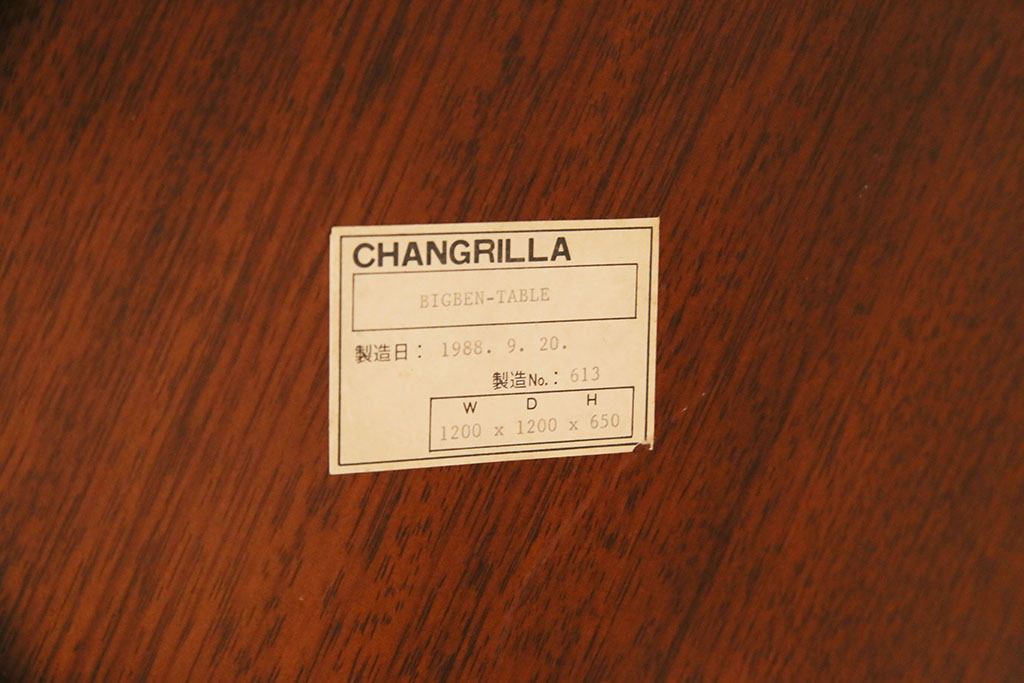 CHANGRILLA
BIGBEN-TABLE
製造日： 1988. 9. 20.
製造No.： 613
W D H
1200 x 1200 x 650